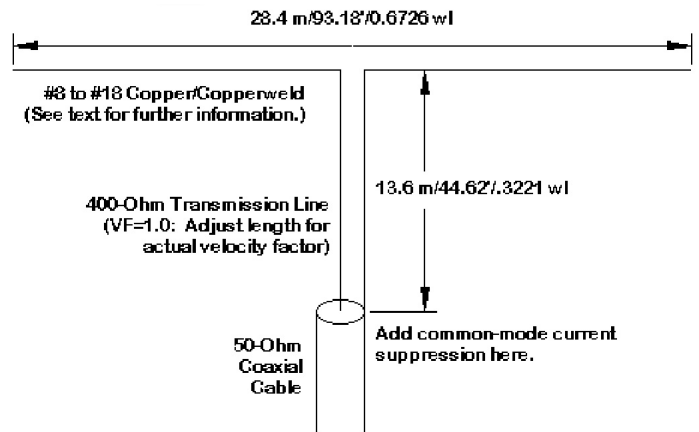 28.4 m/93.18'/0.6726 wl
#8 to #18 Copper/Copperweld
(See text for further information.)
13.6 m/44.62'/.3221 wl
400-Ohm Transmission Line
(VF=1.0: Adjust length for
actual velocity factor)
50-Ohm
Coaxial
Cable
Add common-mode current
suppression here.